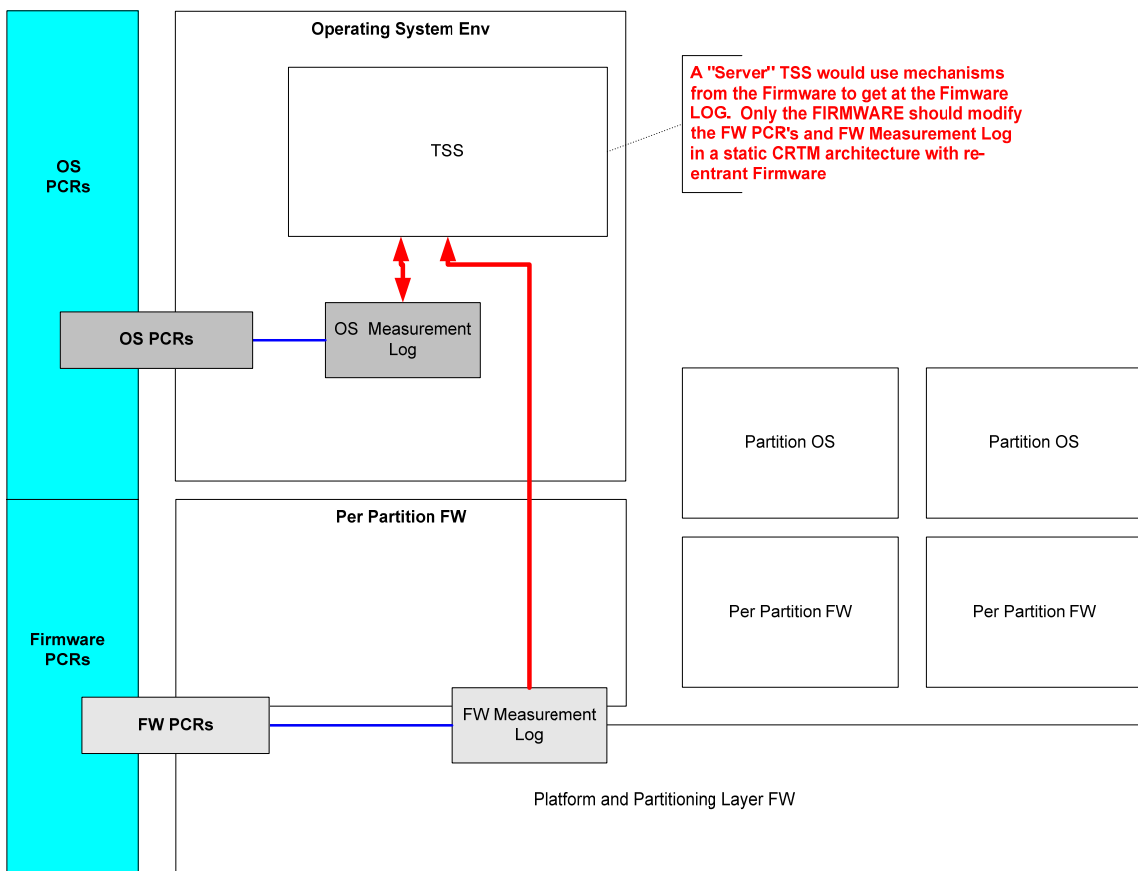 Operating System Env
A "Server" TSS would use mechanisms
from the Firmware to get at the Fimware
LOG. Only the FIRMWARE should modify
the FW PCR's and FW Measurement Log
in a static CRTM architecture with re-
entrant Firmware
TSS
OS
PCRs
OS PCRs
OS Measurement
Log
Partition OS
Partition OS
Per Partition FW
Per Partition FW
Per Partition FW
Firmware
PCRs
FW PCRs
FW Measurement
Log
Platform and Partitioning Layer FW